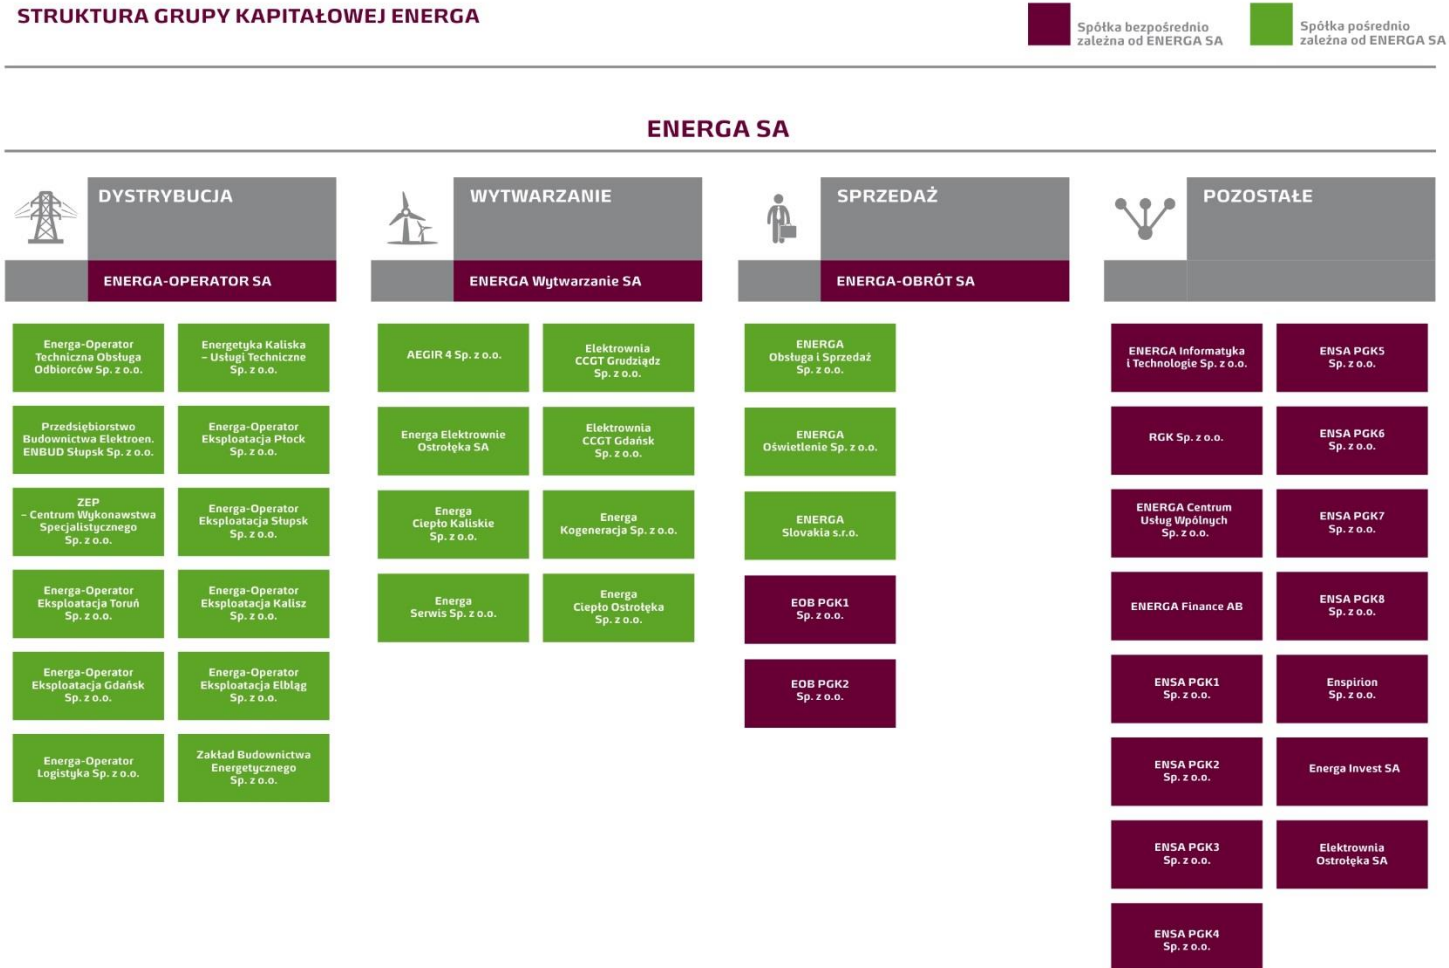 STRUKTURA GRUPY KAPITAŁOWEJ ENERGA
Spółka bezpośrednio
zależna od ENERGA SA
Spółka pośrednio
zależna od ENERGA SA
ENERGA SA
DYSTRYBUCJA
ENERGA-OPERATOR SA
Energa-Operator
Techniczna Obsługa
Odbiorców Sp. z o.o.
Energetyka Kaliska
– Usługi Techniczne
Sp. z o.o.
Przedsiębiorstwo
Budownictwa Elektroen.
ENBUD Słupsk Sp. z o.o.
Energa-Operator
Eksploatacja Płock
Sp. z o.o.
ZEP
– Centrum Wykonawstwa
Specjalistycznego
Sp. z o.o.
Energa-Operator
Eksploatacja Słupsk
Sp. z o.o.
Energa-Operator
Eksploatacja Toruń
Sp. z o.o.
Energa-Operator
Eksploatacja Kalisz
Sp. z o.o.
Energa-Operator
Eksploatacja Gdańsk
Sp. z o.o.
Energa-Operator
Eksploatacja Elbląg
Sp. z o.o.
Energa-Operator
Logistyka Sp. z o.o.
Zakład Budownictwa
Energetycznego
Sp. z o.o.
WYTWARZANIE
ENERGA Wytwarzanie SA
AEGIR 4 Sp. z o.o.
Elektrownia
CCGT Grudziądz
Sp. z o.o.
Energa Elektrownie
Ostrołęka SA
Elektrownia
CCGT Gdańsk
Sp. z o.o.
Energa
Ciepło Kaliskie
Sp. z o.o.
Energa
Kogeneracja Sp. z o.o.
Energa
Serwis Sp. z o.o.
Energa
Ciepło Ostrołęka
Sp. z o.o.
SPRZEDAŻ
ENERGA-OBRÓT SA
ENERGA
Obsługa i Sprzedaż
Sp. z o.o.
ENERGA
Oświetlenie Sp. z o.o.
ENERGA
Slovakia s.r.o.
EOB PGK1
Sp. z o.o.
EOB PGK2
Sp. z o.o.
POZOSTAŁE
ENERGA Informatyka
i Technologie Sp. z o.o.
ENSA PGK5
Sp. z o.o.
RGK Sp. z o.o.
ENSA PGK6
Sp. z o.o.
ENERGA Centrum
Usług Wpólnych
Sp. z o.o.
ENSA PGK7
Sp. z o.o.
ENERGA Finance AB
ENSA PGK8
Sp. z o.o.
ENSA PGK1
Sp. z o.o.
Enspirion
Sp. z o.o.
ENSA PGK2
Sp. z o.o.
Energa Invest SA
ENSA PGK3
Sp. z o.o.
Elektrownia
Ostrołęka SA
ENSA PGK4
Sp. z o.o.